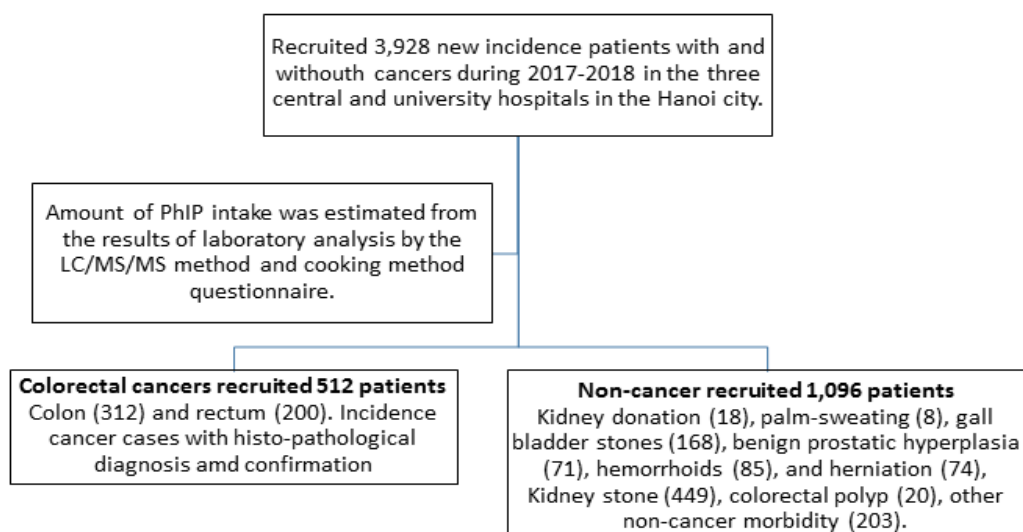 Recruited 3,928 new incidence patients with and
withouth cancers during 2017-2018 in the three
central and university hospitals in the Hanoi city.
Amount of PhIP intake was estimated from
the results of laboratory analysis by the
LC/MS/MS method and cooking method
questionnaire.
Colorectal cancers recruited 512 patients
Colon (312) and rectum (200). Incidence
cancer cases with histo-pathological
diagnosis amd confirmation
Non-cancer recruited 1,096 patients
Kidney donation (18), palm-sweating (8), gall
bladder stones (168), benign prostatic hyperplasia
(71), hemorrhoids (85), and herniation (74),
Kidney stone (449), colorectal polyp (20), other
non-cancer morbidity (203).